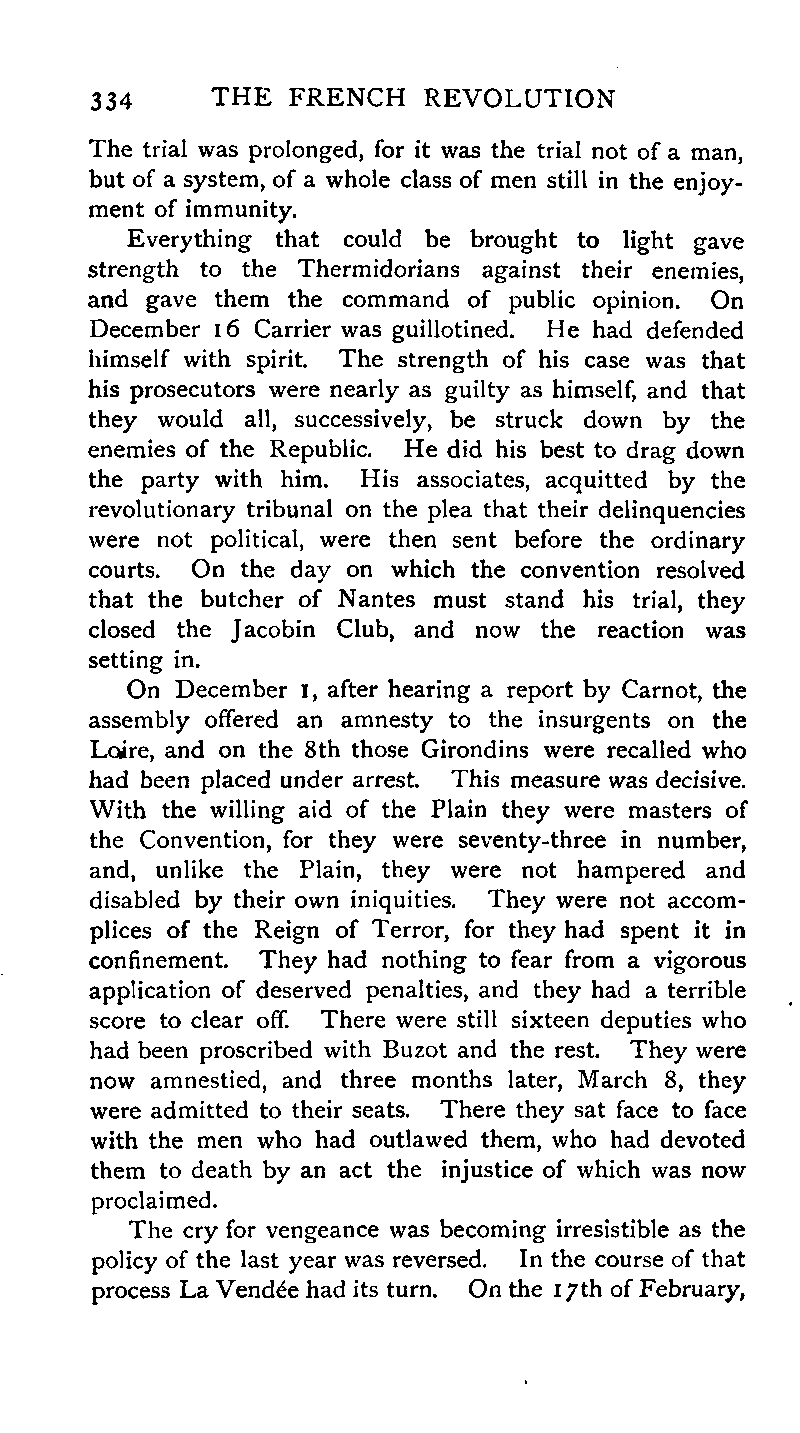 334 THE FRENCH REVOLUTION
The trial was prolonged, for it was the trial not of a man,
but of a system, of a whole class of men still in the enjoy-
ment of immunity.
Everything that could be brought to light gave
strength to the Thermidorians against their enemies,
and gave them the command of public opinion. On
December 16 Carrier was guillotined. He had defended
himself with spirit. The strength of his case was that
his prosecutors were nearly as guilty as himself, and that
they would all, successively, be struck down by the
enemies of the Republic. He did his best to drag down
the party with him. His associates, acquitted by the
revolutionary tribunal on the plea that their delinquencies
were not political, were then sent before the ordinary
courts. On the day on which the convention resolved
that the butcher of Nantes must stand his trial, they
closed the Jacobin Club, and now the reaction was
setting in.
On December 1, after hearing a report by Carnot, the
assembly offered an amnesty to the insurgents on the
Loire, and on the 8th those Girondins were recalled who
had been placed under arrest. This measure was decisive.
With the willing aid of the Plain they were masters of
the Convention, for they were seventy-three in number,
and, unlike the Plain, they were not hampered and
disabled by their own iniquities. They were not accom-
plices of the Reign of Terror, for they had spent it in
confinement. They had nothing to fear from a vigorous
application of deserved penalties, and they had a terrible
score to clear off. There were still sixteen deputies who
had been proscribed with Buzot and the rest. They were
now amnestied, and three months later, March 8, they
were admitted to their seats. There they sat face to face
with the men who had outlawed them, who had devoted
them to death by an act the injustice of which was now
proclaimed.
The cry for vengeance was becoming irresistible as the
policy of the last year was reversed. In the course of that
process La Vendée had its turn. On the 17th of February,